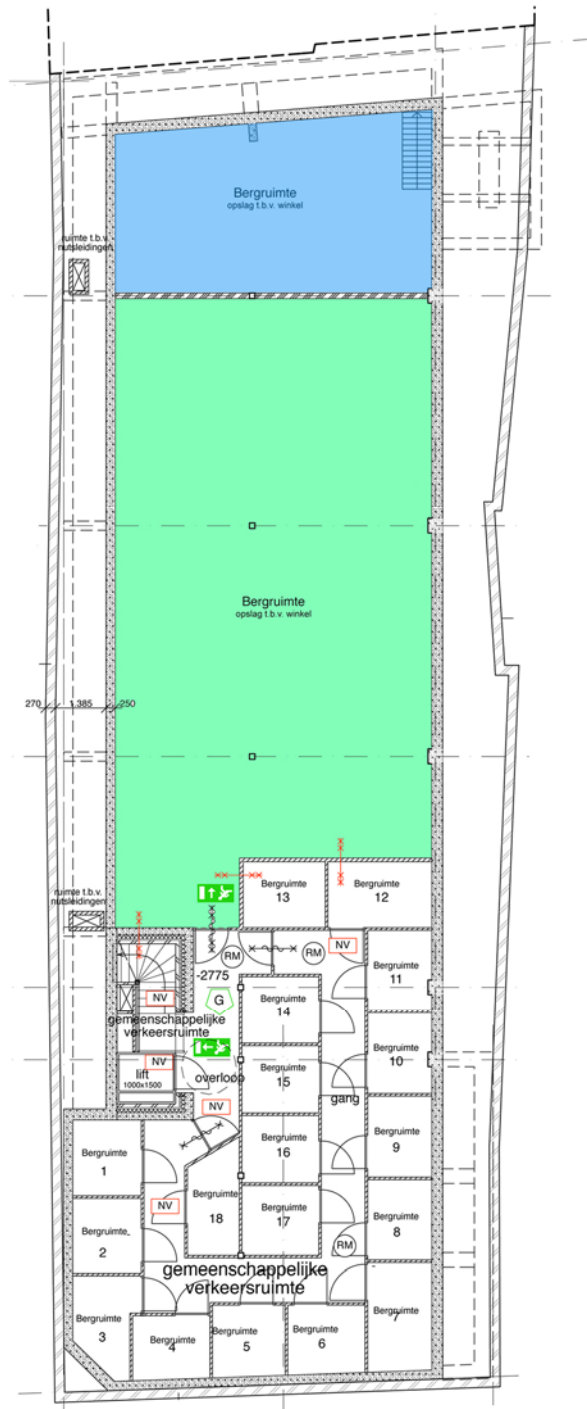 Bergruimte
opslag t.b.v. winkel
ruimte t.b.v.
nutsleidingen
Bergruimte
opslag t.b.v. winkel
270
1.385
250
ruimte t.b.v.
nutsleidingen
Bergruimte
13
Bergruimte
12
RM
RM
NV
-2775
G
NV
gemeenschappelijke
verkeersruimte
Bergruimte
14
Bergruimte
11
NV
lift
1000x1500
overloop
Bergruimte
15
Bergruimte
10
gang
NV
Bergruimte
1
Bergruimte
16
Bergruimte
9
NV
Bergruimte
18
Bergruimte
17
Bergruimte
8
Bergruimte
2
RM
gemeenschappelijke
verkeersruimte
Bergruimte
3
Bergruimte
4
Bergruimte
5
Bergruimte
6
Bergruimte
7